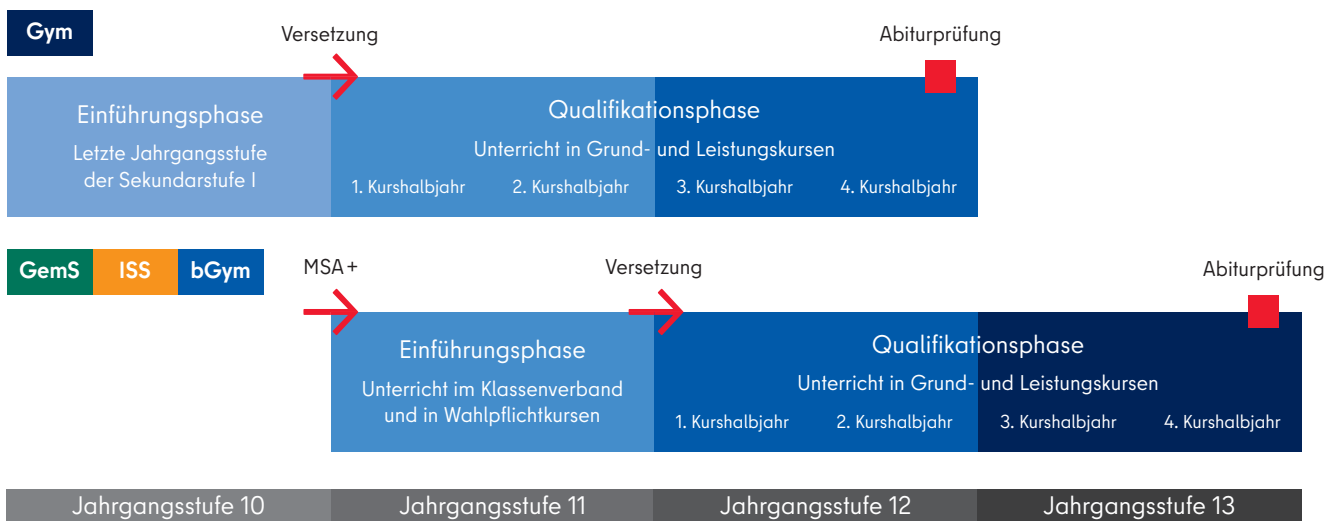 Gym
Versetzung
Abiturprüfung
Einführungsphase
Letzte Jahrgangsstufe
der Sekundarstufe I
Qualifikationsphase
Unterricht in Grund- und Leistungskursen
1. Kurshalbjahr
2. Kurshalbjahr
3. Kurshalbjahr
4. Kurshalbjahr
GemS
ISS
bGym
MSA+
Versetzung
Abiturprüfung
Einführungsphase
Unterricht im Klassenverband
und in Wahlpflichtkursen
Qualifikationsphase
Unterricht in Grund- und Leistungskursen
1. Kurshalbjahr
2. Kurshalbjahr
3. Kurshalbjahr
4. Kurshalbjahr
Jahrgangsstufe 10
Jahrgangsstufe 11
Jahrgangsstufe 12
Jahrgangsstufe 13